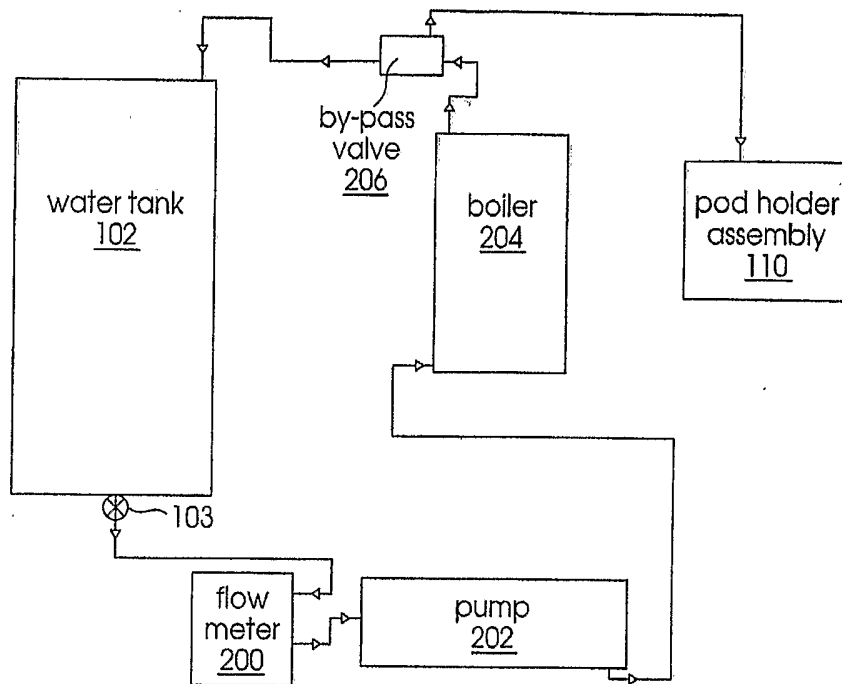 by-pass
valve
206
water tank
102
boiler
204
pod holder
assembly
110
103
flow
meter
200
pump
202